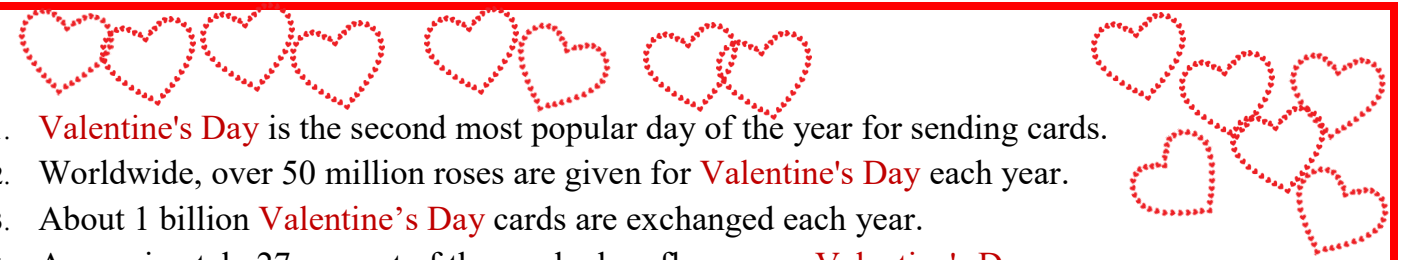 . Valentine's Day is the second most popular day of the year for sending cards.
. Worldwide, over 50 million roses are given for Valentine's Day each year.
. About 1 billion Valentine’s Day cards are exchanged each year.
27